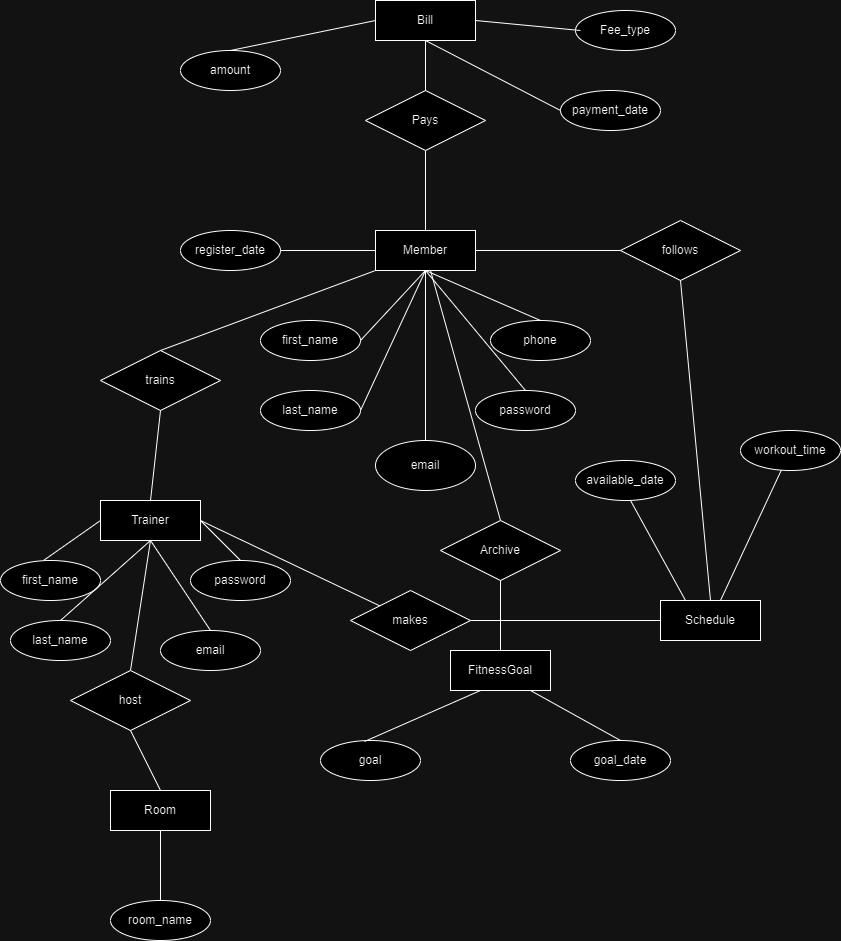 Bill
Fee_type
amount
payment_date
Pays
register_date
Member
follows
first_name
phone
trains
last_name
password
workout_time
email
available_date
Trainer
Archive
first_name
password
makes
Schedule
last_name
email
FitnessGoal
host
goal
goal_date
Room
room_name